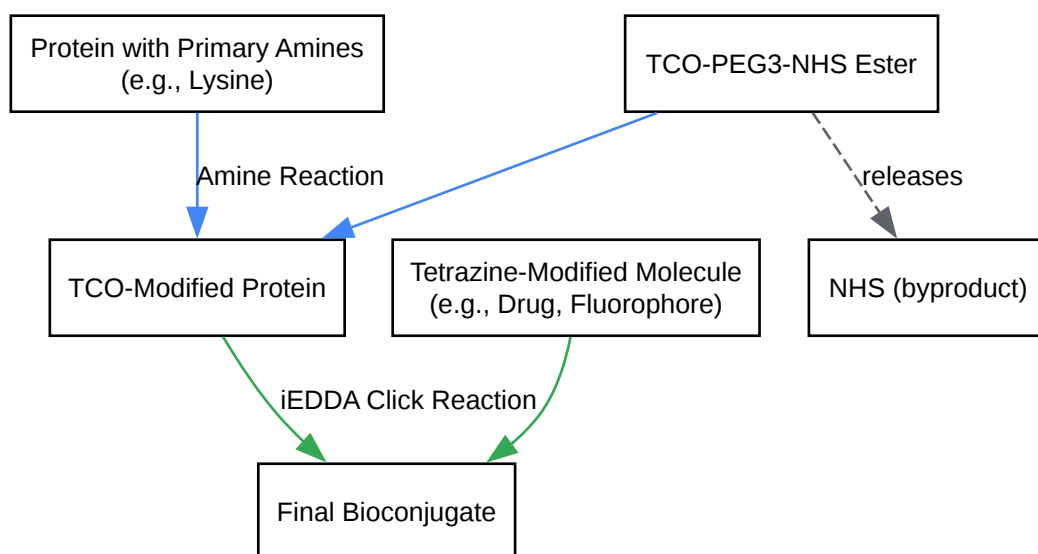 Protein with Primary Amines
(e.g., Lysine)
TCO-PEG3-NHS Ester
Amine Reaction
releases
TCO-Modified Protein
Tetrazine-Modified Molecule
(e.g., Drug, Fluorophore)
NHS (byproduct)
iEDDA Click Reaction
Final Bioconjugate